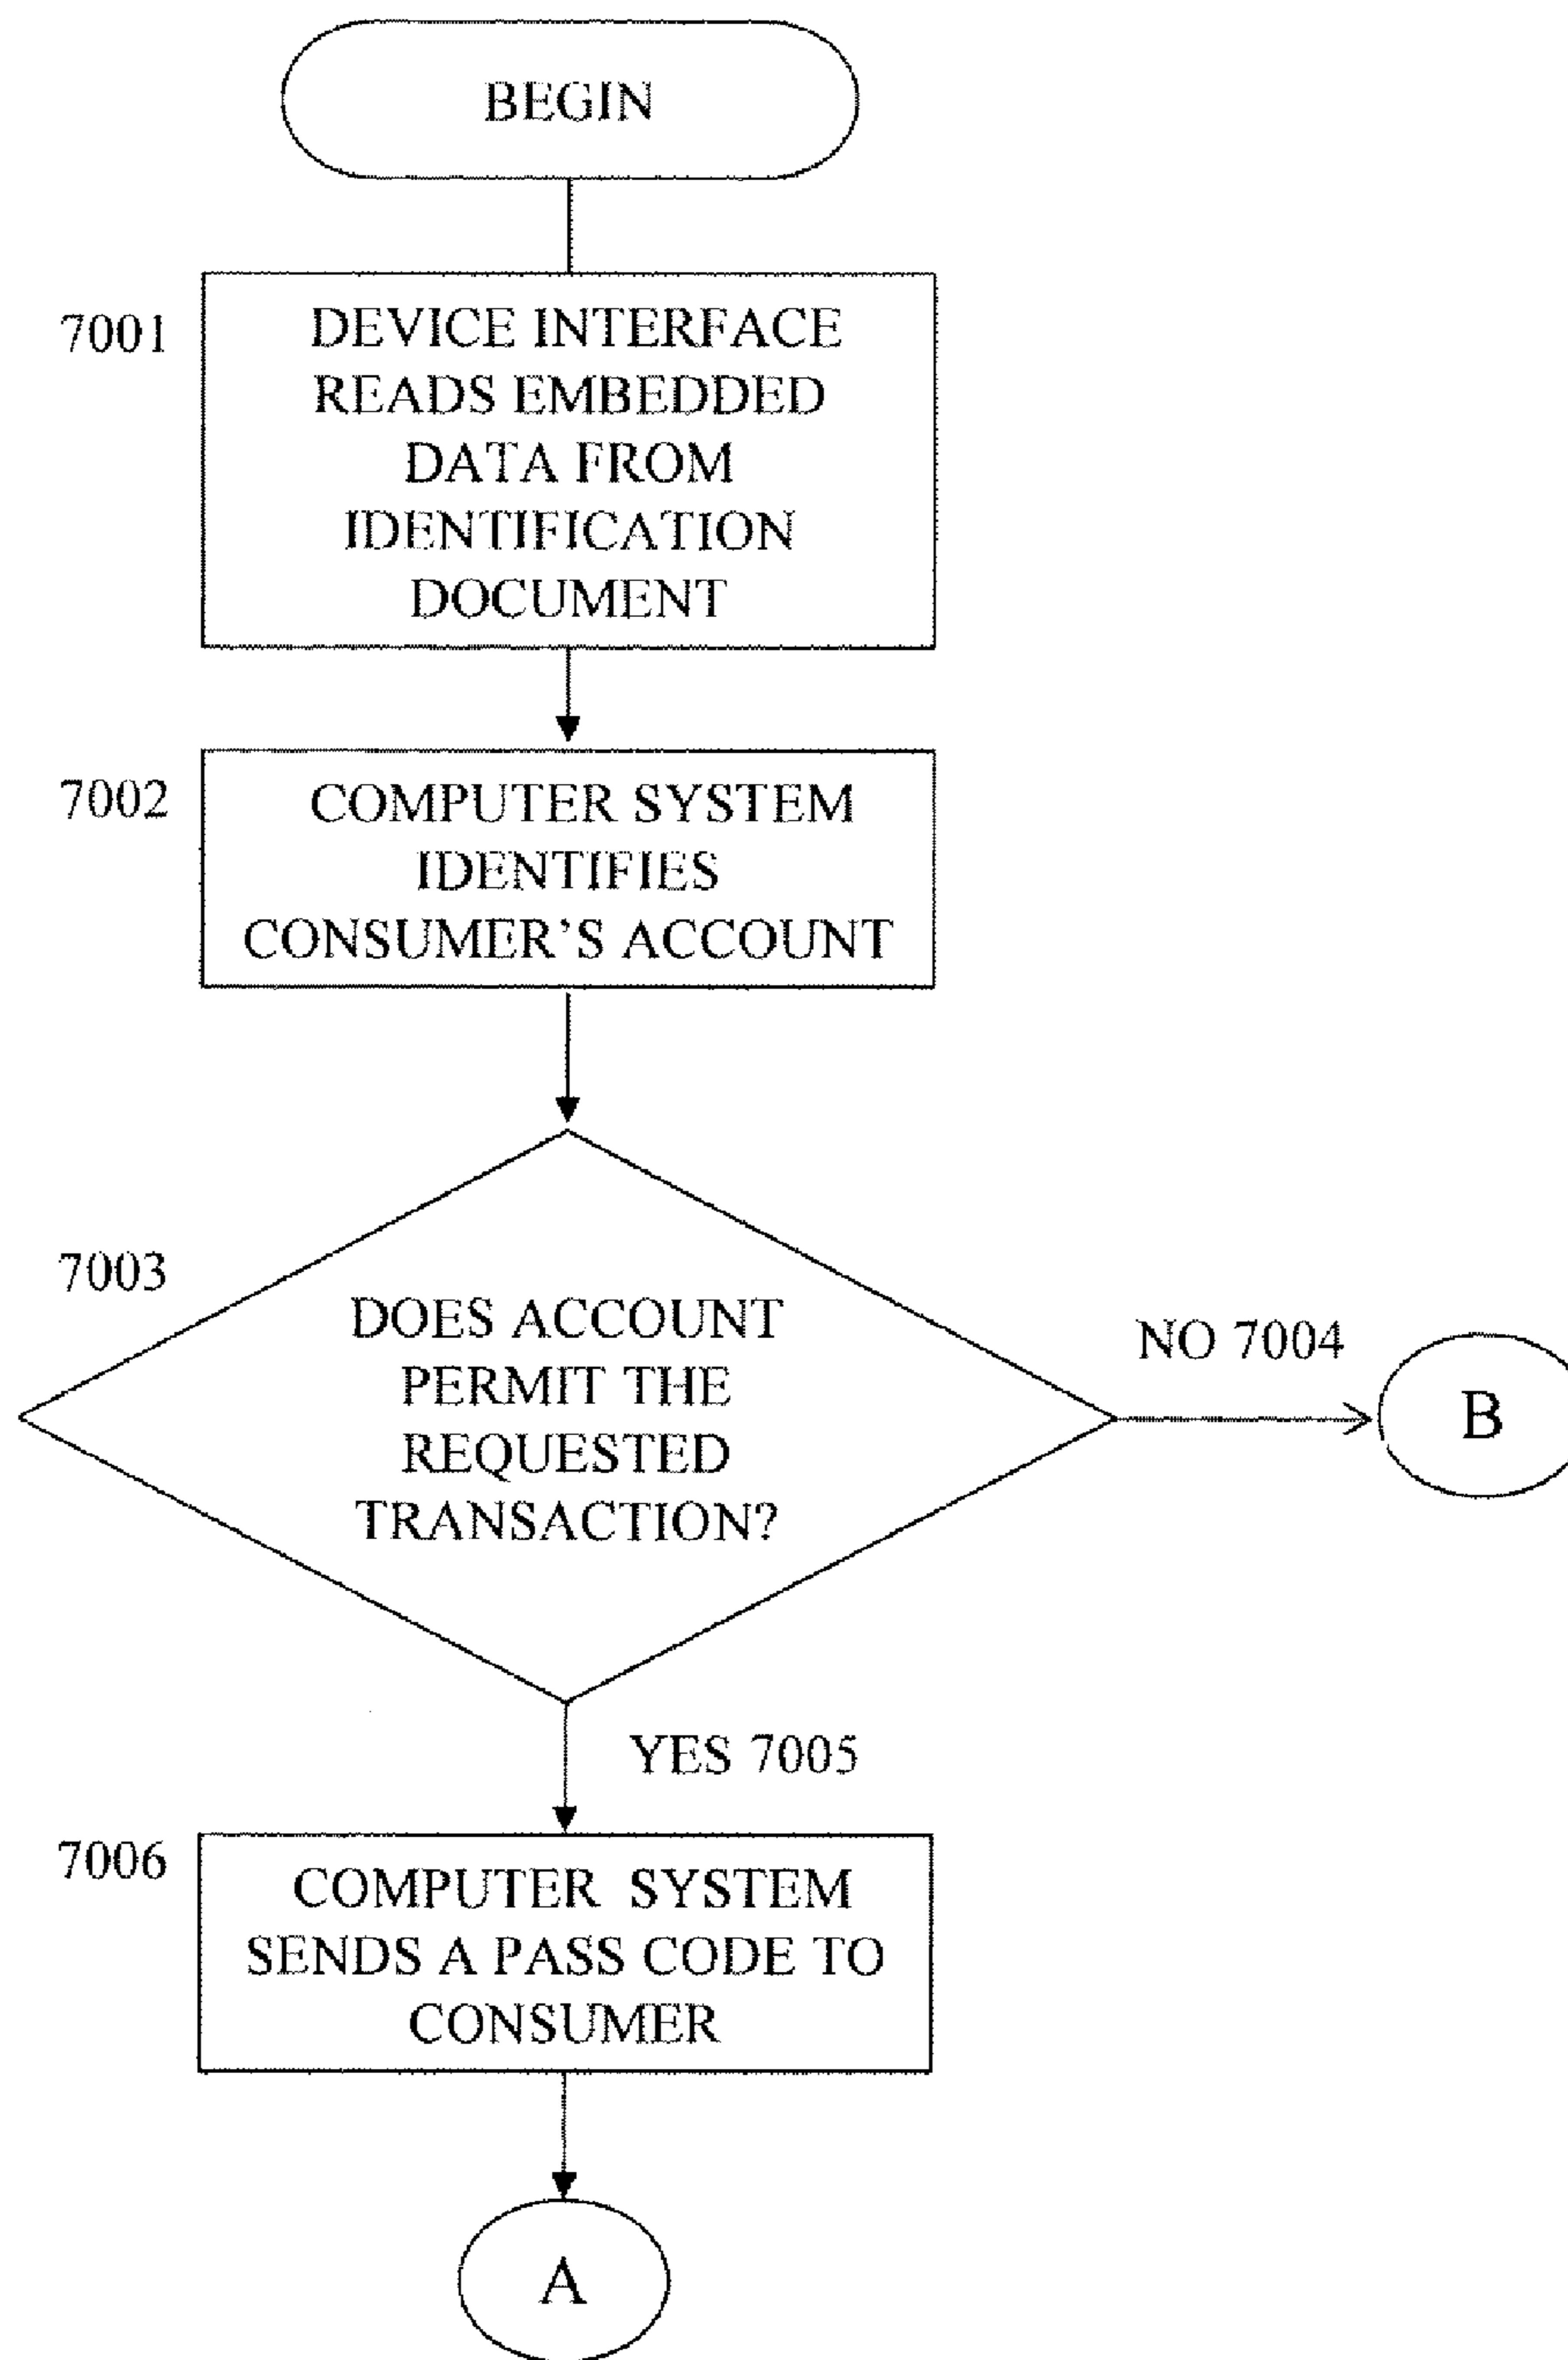 BEGIN
7001
DEVICE INTERFACE
READS EMBEDDED
DATA FROM
IDENTIFICATION
DOCUMENT
7002
COMPUTER SYSTEM
IDENTIFIES
CONSUMER'S ACCOUNT
7003
DOES ACCOUNT
PERMIT THE
REQUESTED
TRANSACTION?
NO 7004
B
YES 7005
7006
COMPUTER SYSTEM
SENDS A PASS CODE TO
CONSUMER
A